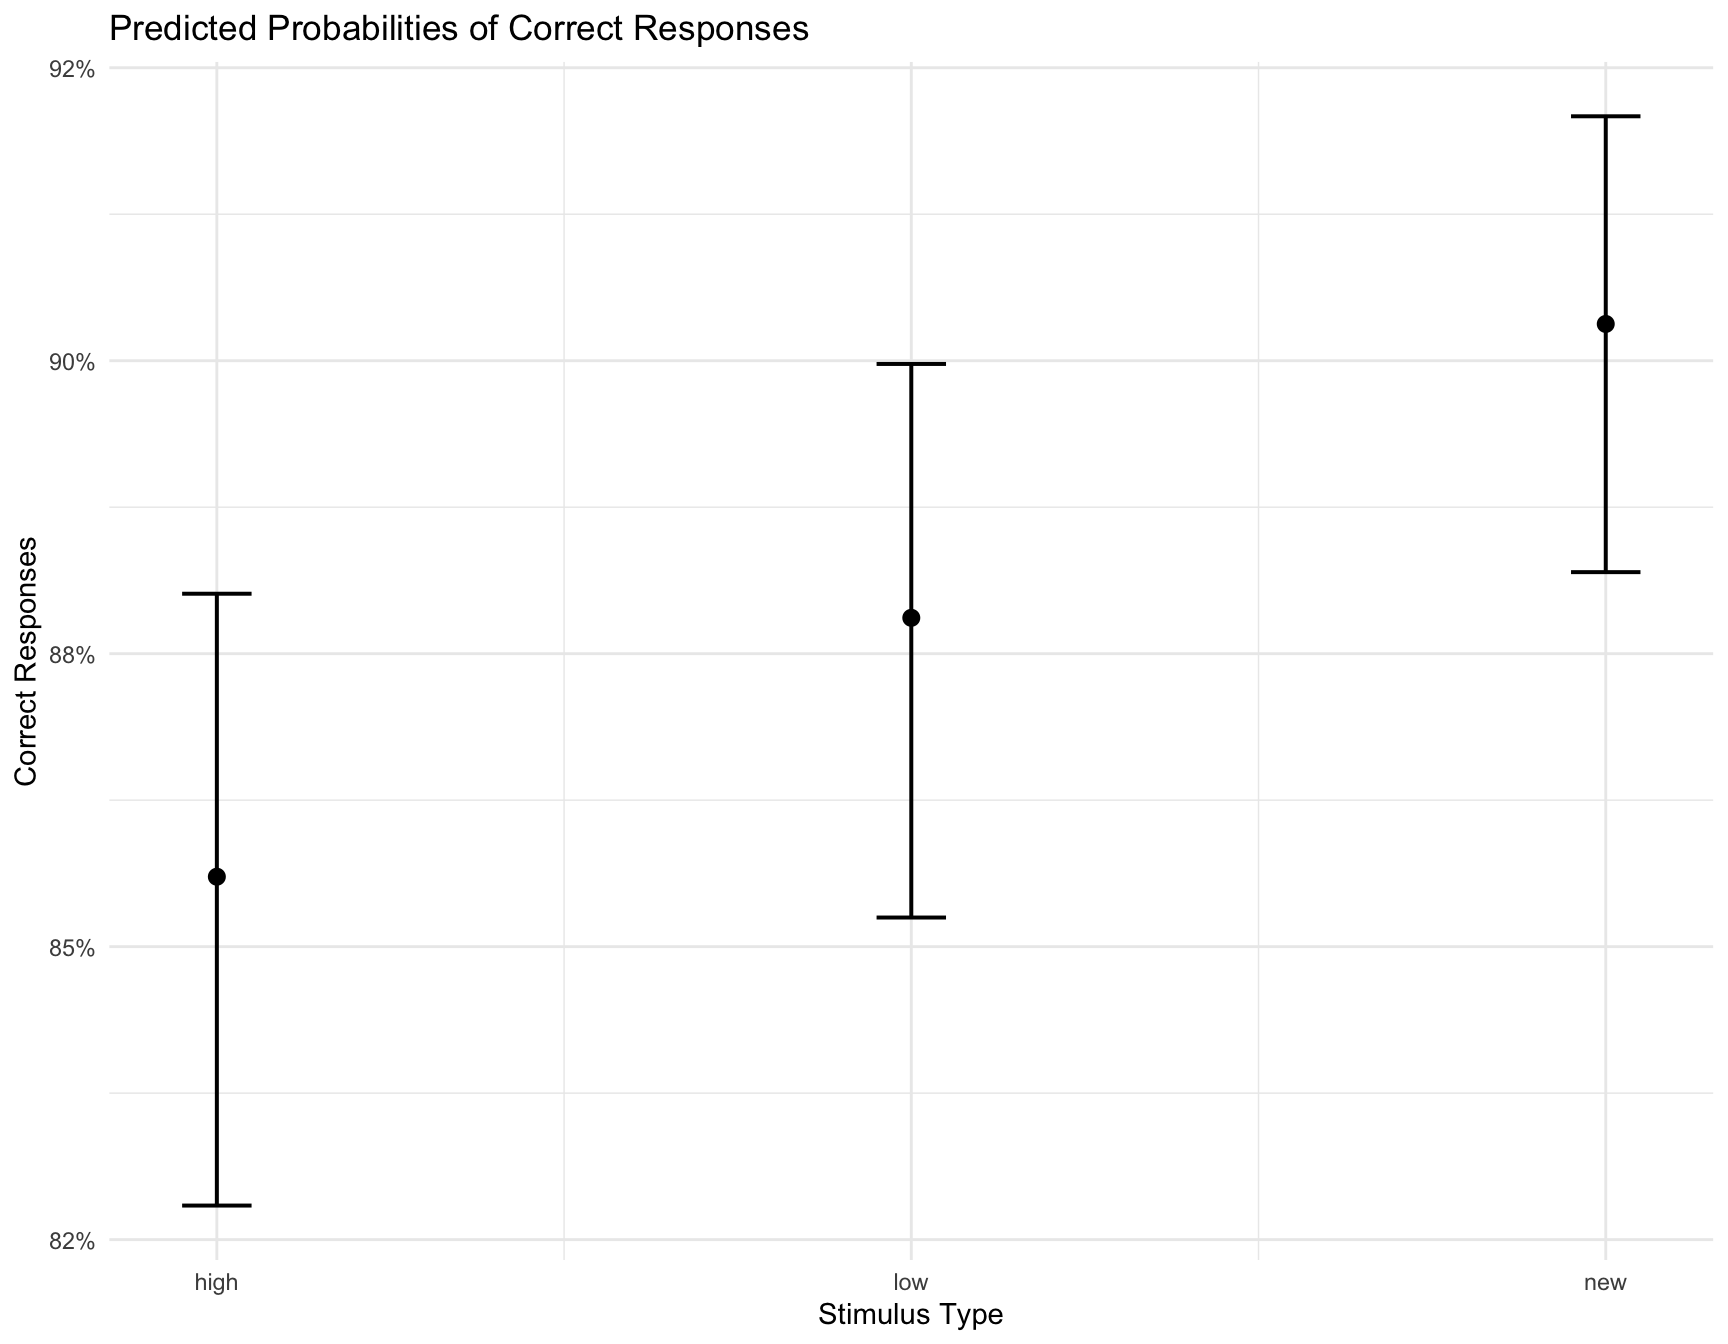 Predicted Probabilities of Correct Responses
92%
90%
88%
85%
82%
Correct Responses
high
low
new
Stimulus Type